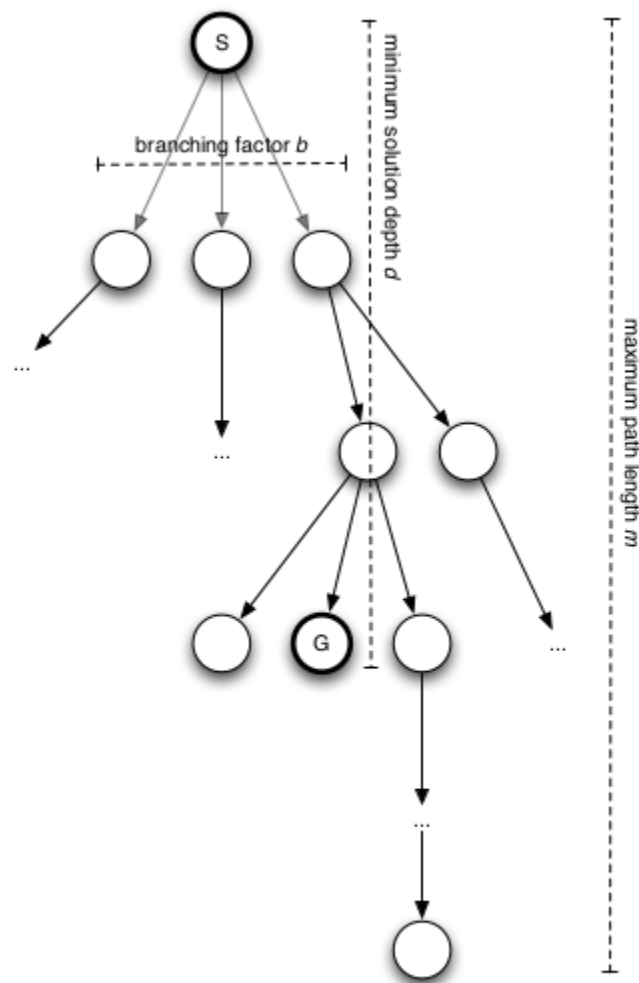 S
branching factor b
minimum solution depth d
maximum path length m
...
...
G
...
...